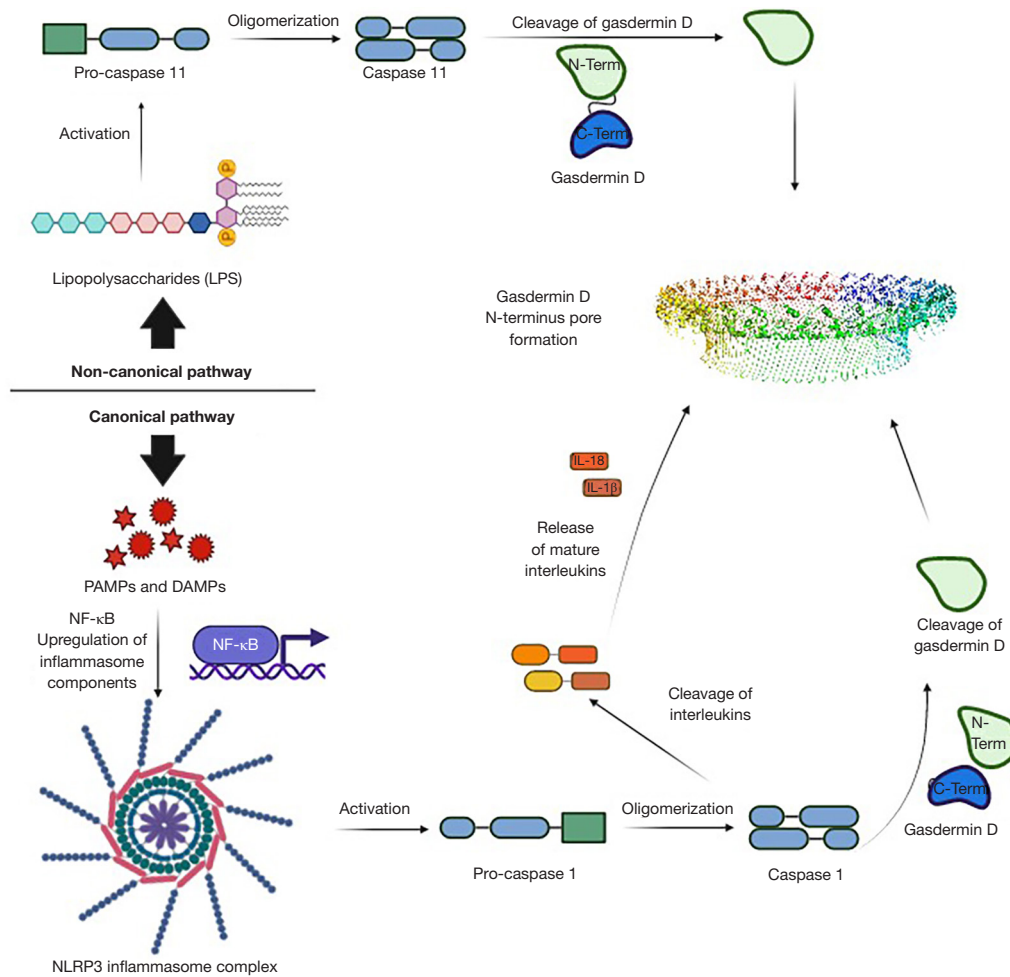 Oligomerization
Cleavage of gasdermin D
Pro-caspase 11
Caspase 11
N-Term
C-Term
Gasdermin D
Activation
Lipopolysaccharides (LPS)
Gasdermin D
N-terminus pore
formation
Non-canonical pathway
Canonical pathway
IL-18
IL-1β
Release
of mature
interleukins
PAMPs and DAMPs
NF-κB
Upregulation of
inflammasome
components
NF-κB
Cleavage of
gasdermin D
Cleavage of
interleukins
N-
Term
C-Term
Gasdermin D
Activation
Oligomerization
Pro-caspase 1
Caspase 1
NLRP3 inflammasome complex